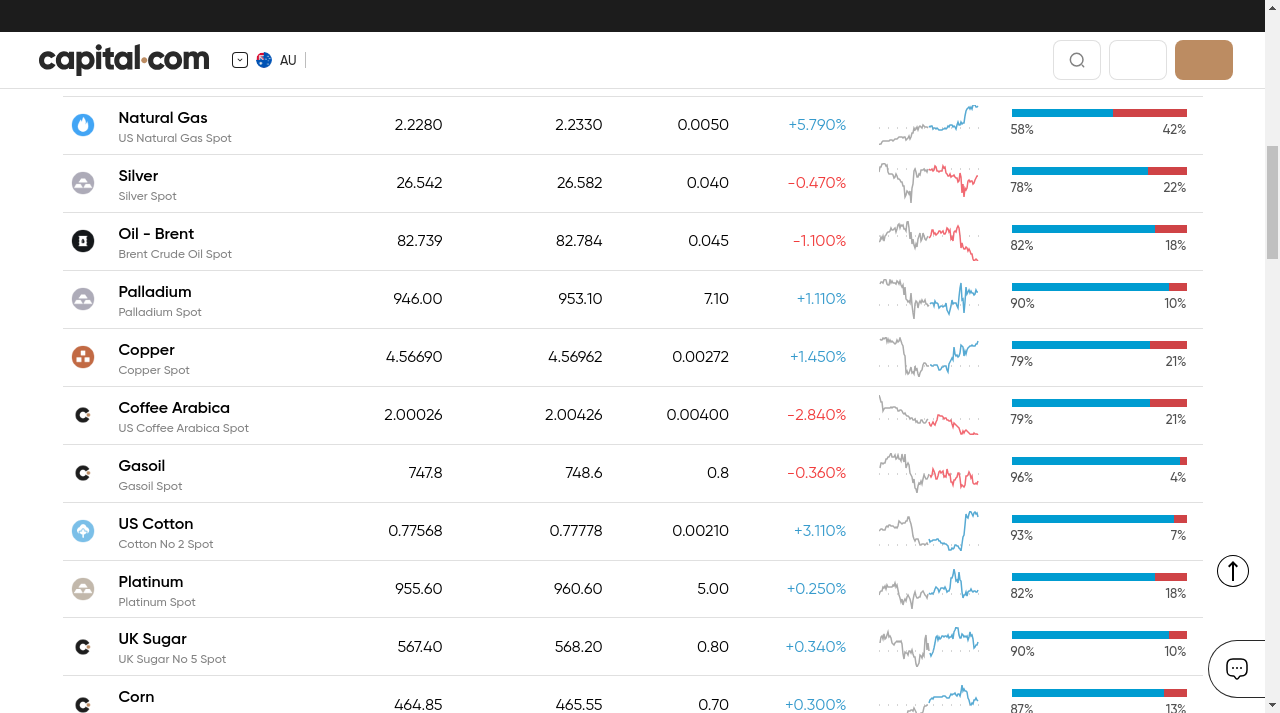 capital.com
AU
Natural Gas 2.2280 2.2330 0.0050 +5.790%
US Natural Gas Spot 58% 42%
Silver 26.542 26.582 0.040 -0.470%
Silver Spot 78% 22%
Oil - Brent 82.739 82.784 0.045 -1.100%
Brent Crude Oil Spot 82% 18%
Palladium 946.00 953.10 7.10 +1.110%
Palladium Spot 90% 10%
Copper 4.56690 4.56962 0.00272 +1.450%
Copper Spot 79% 21%
Coffee Arabica 2.00026 2.00426 0.00400 -2.840%
US Coffee Arabica Spot 79% 21%
Gasoil 747.8 748.6 0.8 -0.360%
Gasoil Spot 96% 4%
US Cotton 0.77568 0.77778 0.00210 +3.110%
Cotton No 2 Spot 93% 7%
Platinum 955.60 960.60 5.00 +0.250%
Platinum Spot 82% 18%
UK Sugar 567.40 568.20 0.80 +0.340%
UK Sugar No 5 Spot 90% 10%
Corn 464.85 465.55 0.70 +0.300%
87% 13%